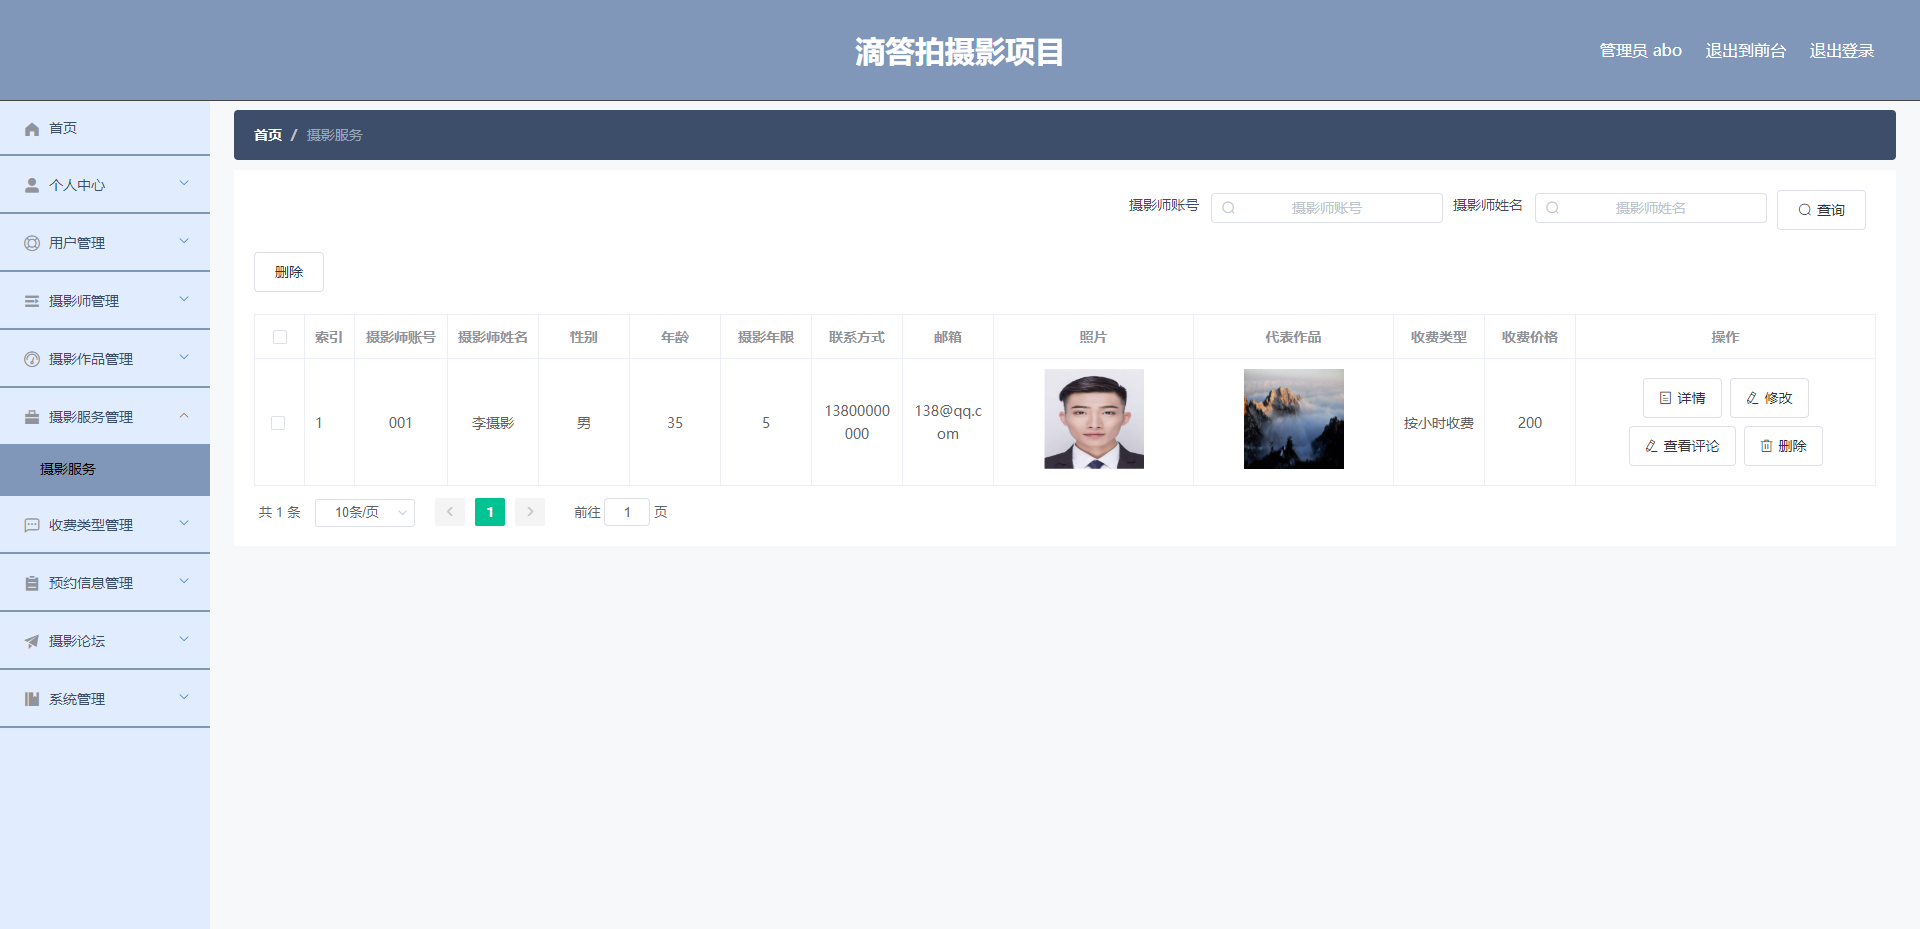 滴答拍摄影项目
管理员 abo 退出到前台 退出登录
首页
个人中心
用户管理
摄影师管理
摄影作品管理
摄影服务管理
摄影服务
收费类型管理
预约信息管理
摄影论坛
系统管理
首页 / 摄影服务
摄影师账号 摄影师账号 摄影师姓名 摄影师姓名 查询
删除
索引 摄影师账号 摄影师姓名 性别 年龄 摄影年限 联系方式 邮箱 照片 代表作品 收费类型 收费价格 操作
1 001 李摄影 男 35 5 13800000 138@qq.c 按小时收费 200 详情 修改
000 om 查看评论 删除
共 1 条 10条/页 1 前往 1 页